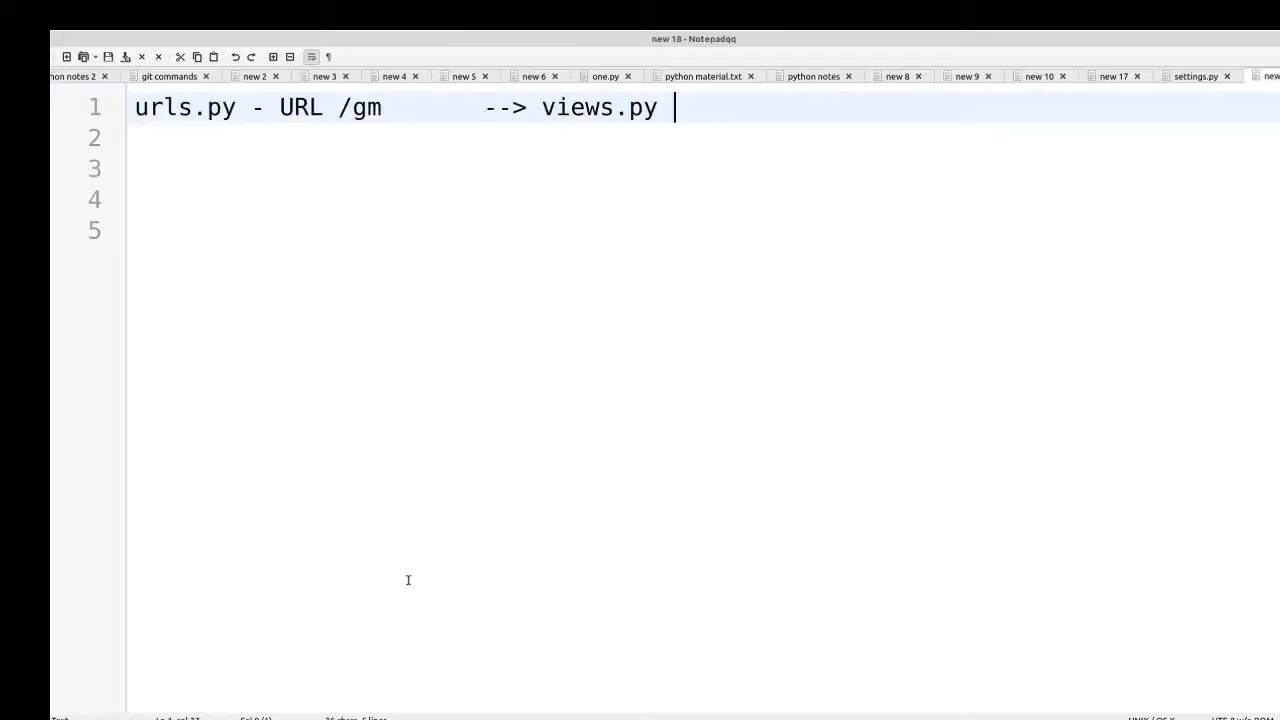 new 18 - Notepadqq
hon notes 2 git commands new 2 new 3 new 4 new 5 new 6 one.py python material.txt python notes new 8 new 9 new 10 new 17 settings.py new
1 urls.py - URL /gm --> views.py
2
3
4
5